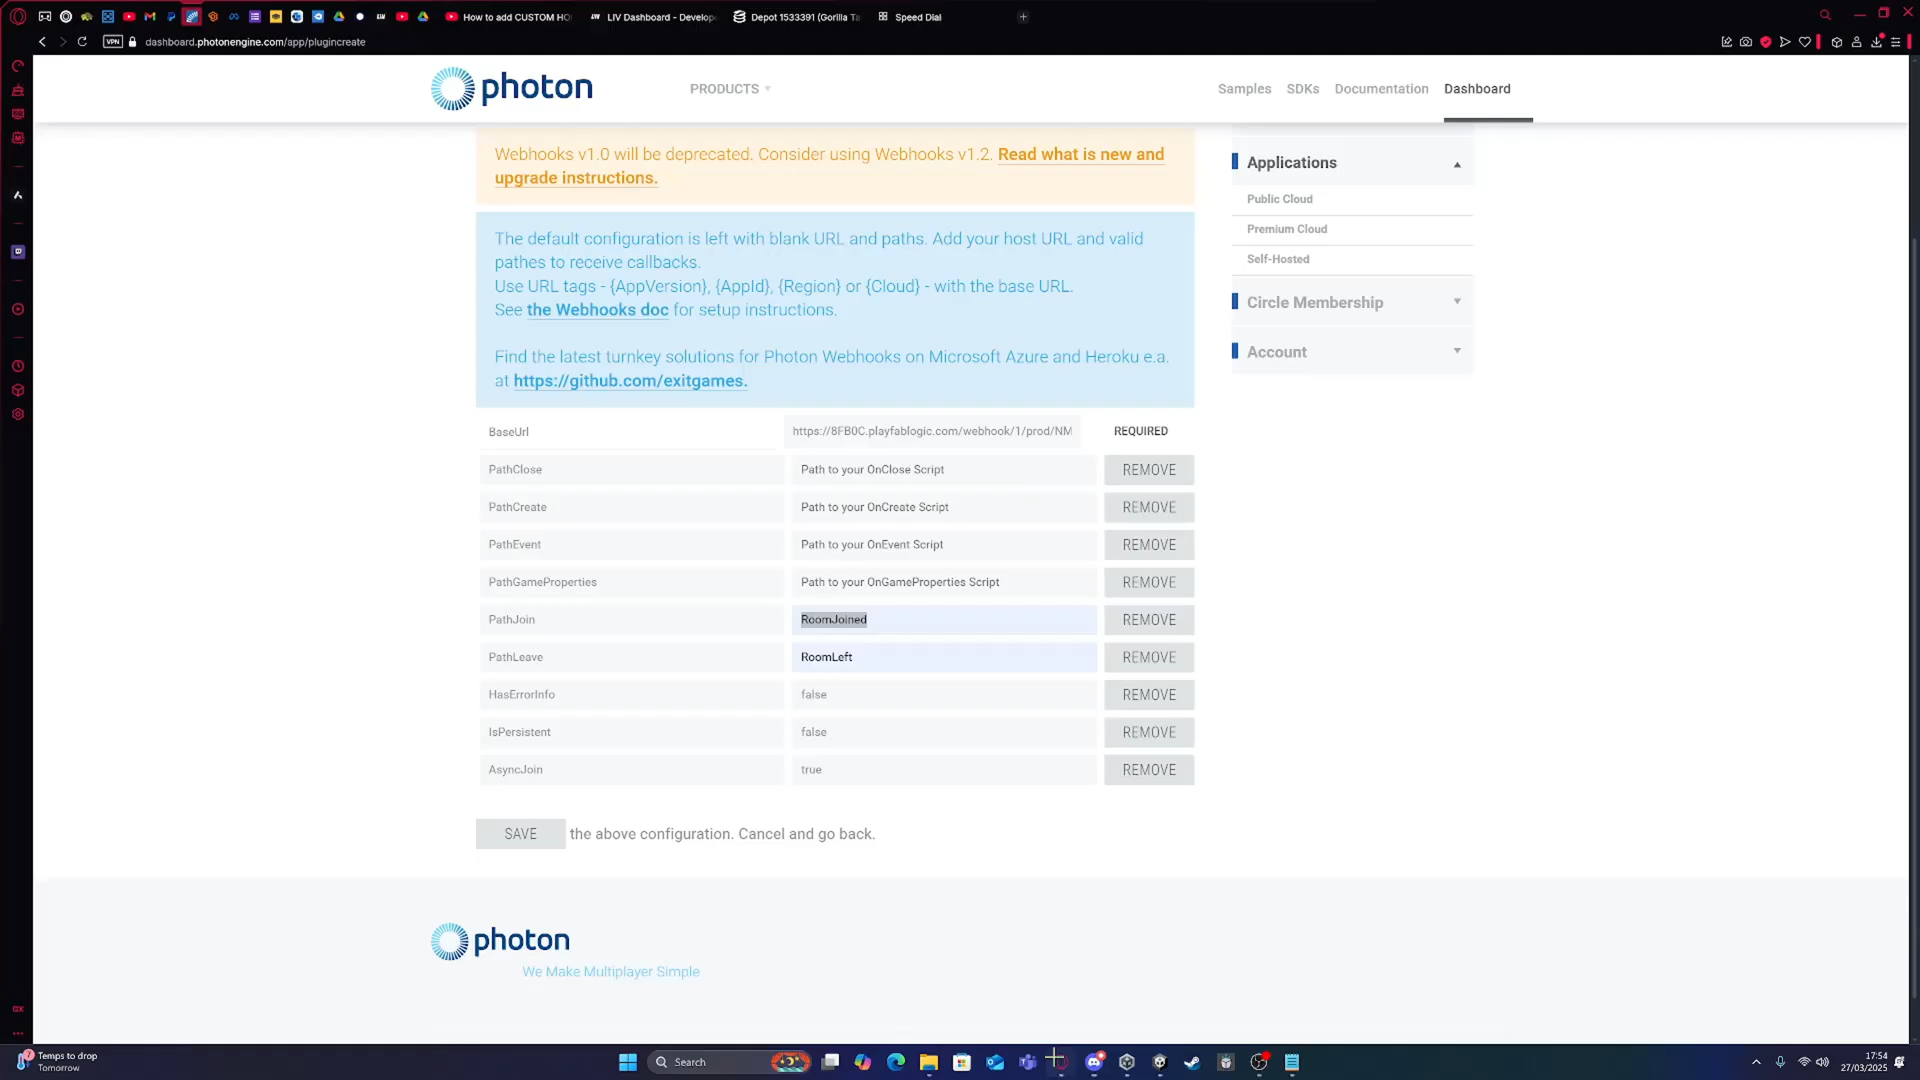 How to add CUSTOM HO
LIV Dashboard - Develop
Depot 1533391 (Gorilla Ta
Speed Dial
VPN
dashboard.photonengine.com/app/plugincreate
photon
PRODUCTS
Samples
SDKs
Documentation
Dashboard
Webhooks v1.0 will be deprecated. Consider using Webhooks v1.2. Read what is new and
upgrade instructions.
The default configuration is left with blank URL and paths. Add your host URL and valid
pathes to receive callbacks.
Use URL tags - {AppVersion}, {AppId}, {Region} or {Cloud} - with the base URL.
See the Webhooks doc for setup instructions.
Find the latest turnkey solutions for Photon Webhooks on Microsoft Azure and Heroku e.a.
at https://github.com/exitgames.
Applications
Public Cloud
Premium Cloud
Self-Hosted
Circle Membership
Account
BaseUrl
https://8FB0C.playfablogic.com/webhook/1/prod/NM
REQUIRED
PathClose
Path to your OnClose Script
REMOVE
PathCreate
Path to your OnCreate Script
REMOVE
PathEvent
Path to your OnEvent Script
REMOVE
PathGameProperties
Path to your OnGameProperties Script
REMOVE
PathJoin
RoomJoined
REMOVE
PathLeave
RoomLeft
REMOVE
HasErrorInfo
false
REMOVE
IsPersistent
false
REMOVE
AsyncJoin
true
REMOVE
SAVE
the above configuration. Cancel and go back.
photon
We Make Multiplayer Simple
GX
Temps to drop
Tomorrow
Search
17:54
27/03/2025